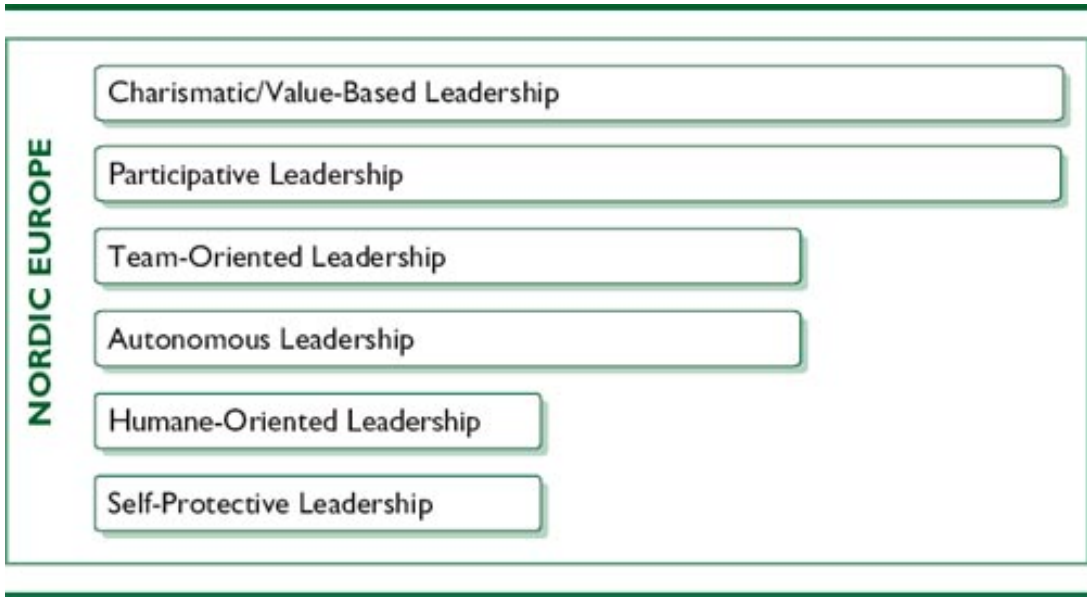 NORDIC EUROPE
Charismatic/Value-Based Leadership
Participative Leadership
Team-Oriented Leadership
Autonomous Leadership
Humane-Oriented Leadership
Self-Protective Leadership